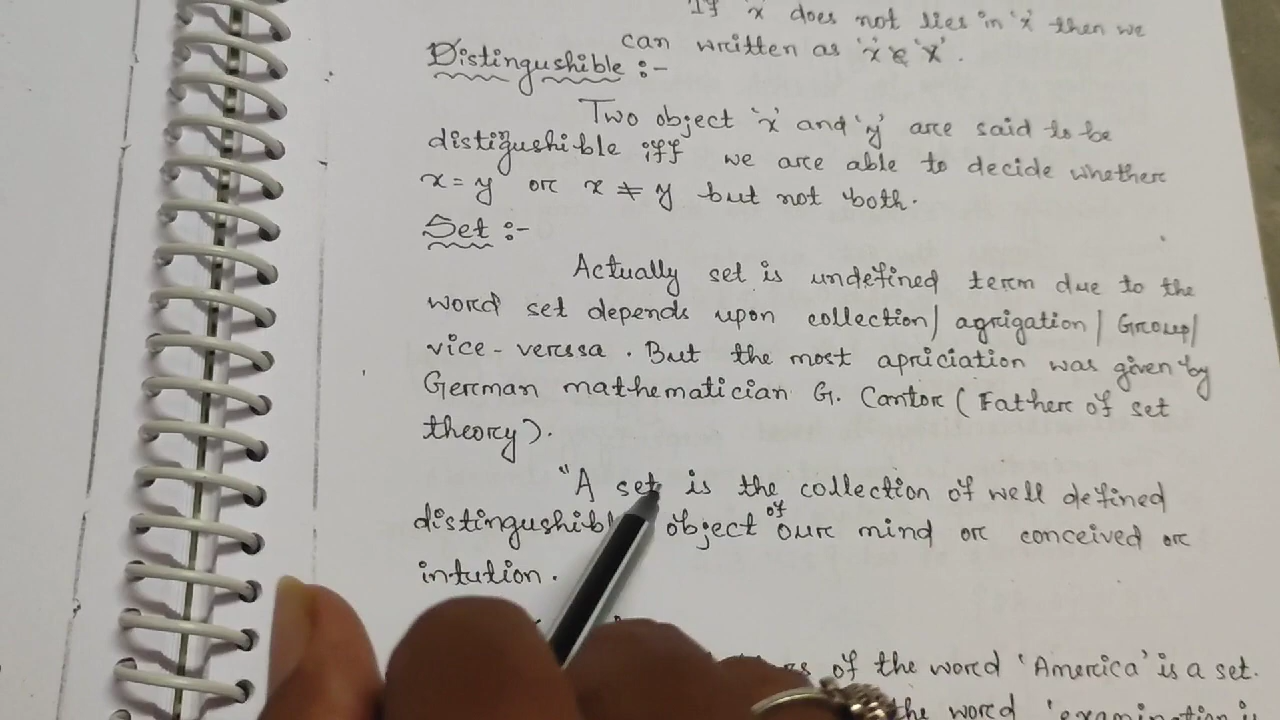 If 'x' does not lies in 'x' then we
can written as 'x'∉'X'.
Distingushible :-
Two object 'x' and 'y' are said to be
distigushible iff we are able to decide whether
x = y or x ≠ y but not both.
Set :-
Actually set is undefined term due to the
word set depends upon collection/ agrigation/ Group/
vice-verssa. But the most apriciation was given by
German mathematician G. Cantor (Father of set
theory).
"A set is the collection of well defined
distingushibl object of our mind or conceived or
intution.
of the word 'America' is a set.
the word 'examination is